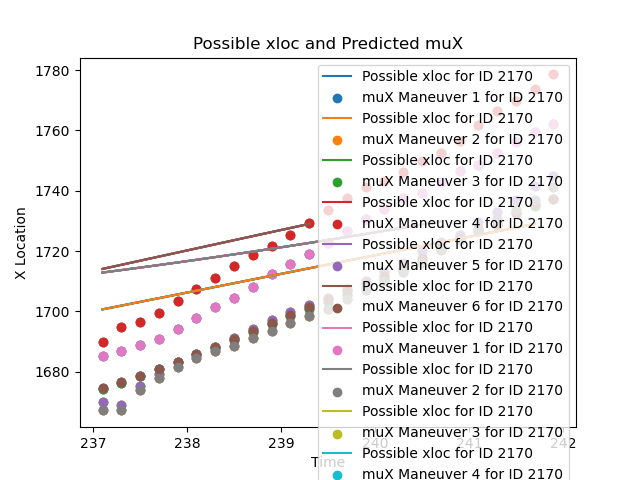 Possible xloc and Predicted muX
1780
1760
1740
1720
1700
1680
X Location
237
238
239
240
241
242
Time
Possible xloc for ID 2170
muX Maneuver 1 for ID 2170
Possible xloc for ID 2170
muX Maneuver 2 for ID 2170
Possible xloc for ID 2170
muX Maneuver 3 for ID 2170
Possible xloc for ID 2170
muX Maneuver 4 for ID 2170
Possible xloc for ID 2170
muX Maneuver 5 for ID 2170
Possible xloc for ID 2170
muX Maneuver 6 for ID 2170
Possible xloc for ID 2170
muX Maneuver 1 for ID 2170
Possible xloc for ID 2170
muX Maneuver 2 for ID 2170
Possible xloc for ID 2170
muX Maneuver 3 for ID 2170
Possible xloc for ID 2170
muX Maneuver 4 for ID 2170